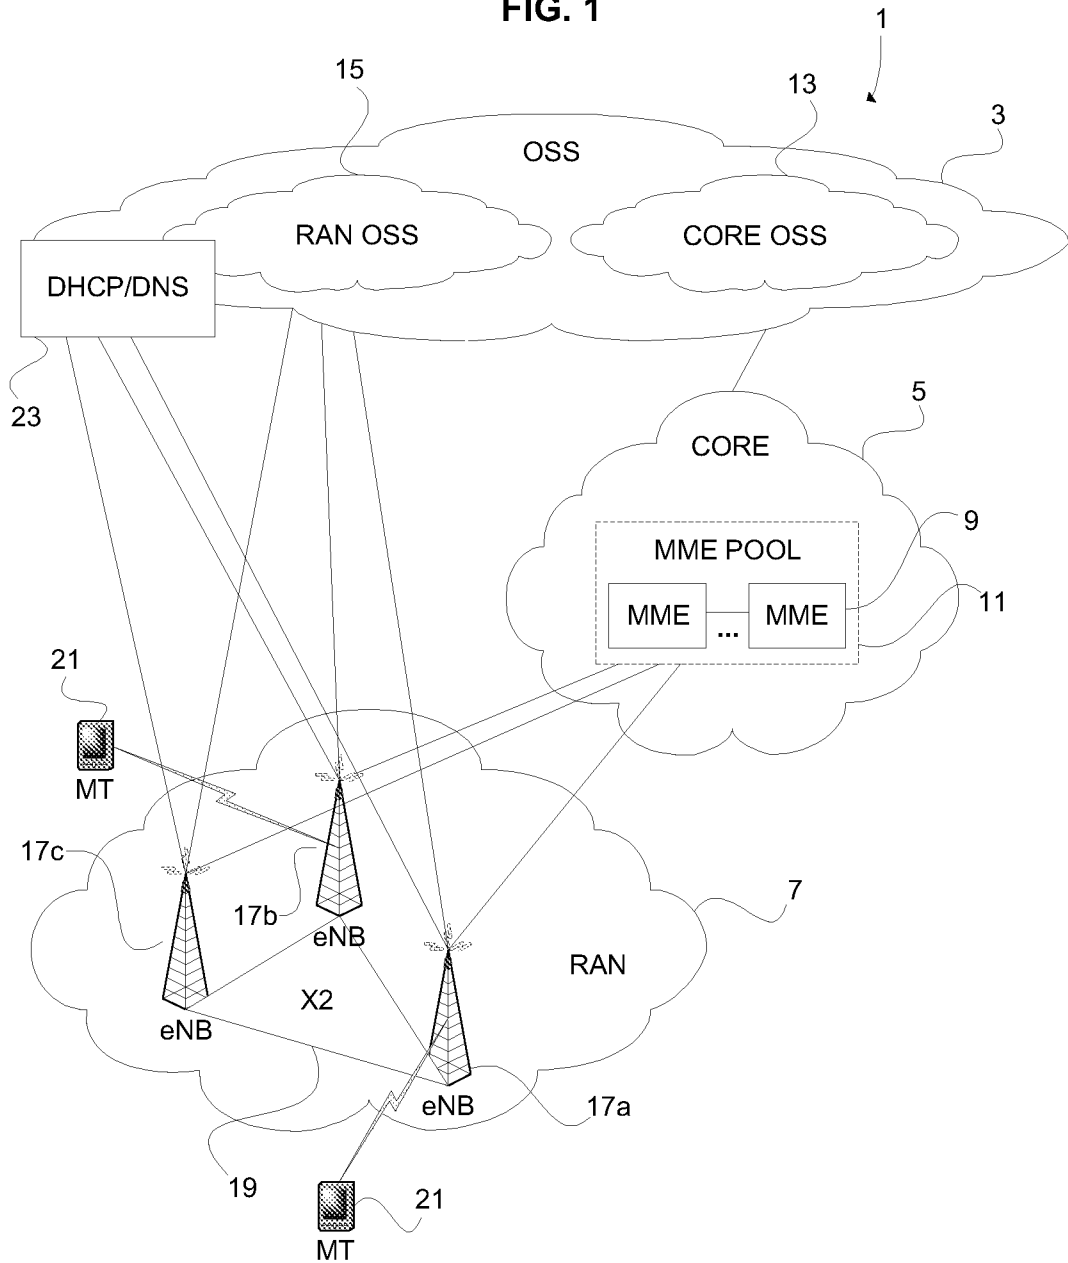 FIG. 1
1
15
13
3
OSS
RAN OSS
CORE OSS
DHCP/DNS
23
5
CORE
9
MME POOL
11
MME
...
MME
21
MT
17c
17b
eNB
7
RAN
X2
eNB
eNB
17a
19
21
MT